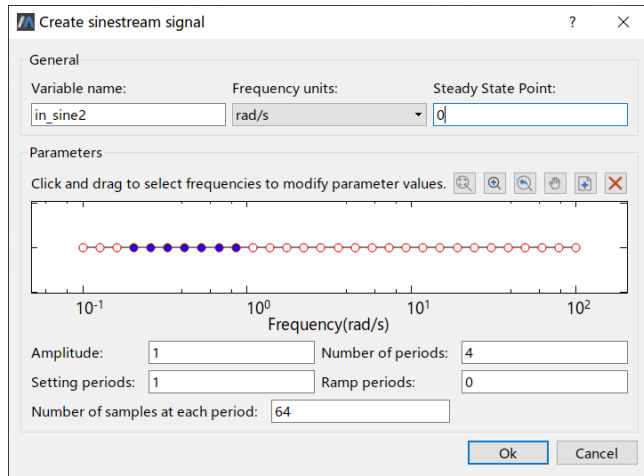 Create sinestream signal ? X
General
Variable name: Frequency units: Steady State Point:
in_sine2 rad/s 0
Parameters
Click and drag to select frequencies to modify parameter values.
10⁻¹ 10⁰ 10¹ 10²
Frequency(rad/s)
Amplitude: 1 Number of periods: 4
Setting periods: 1 Ramp periods: 0
Number of samples at each period: 64
Ok Cancel